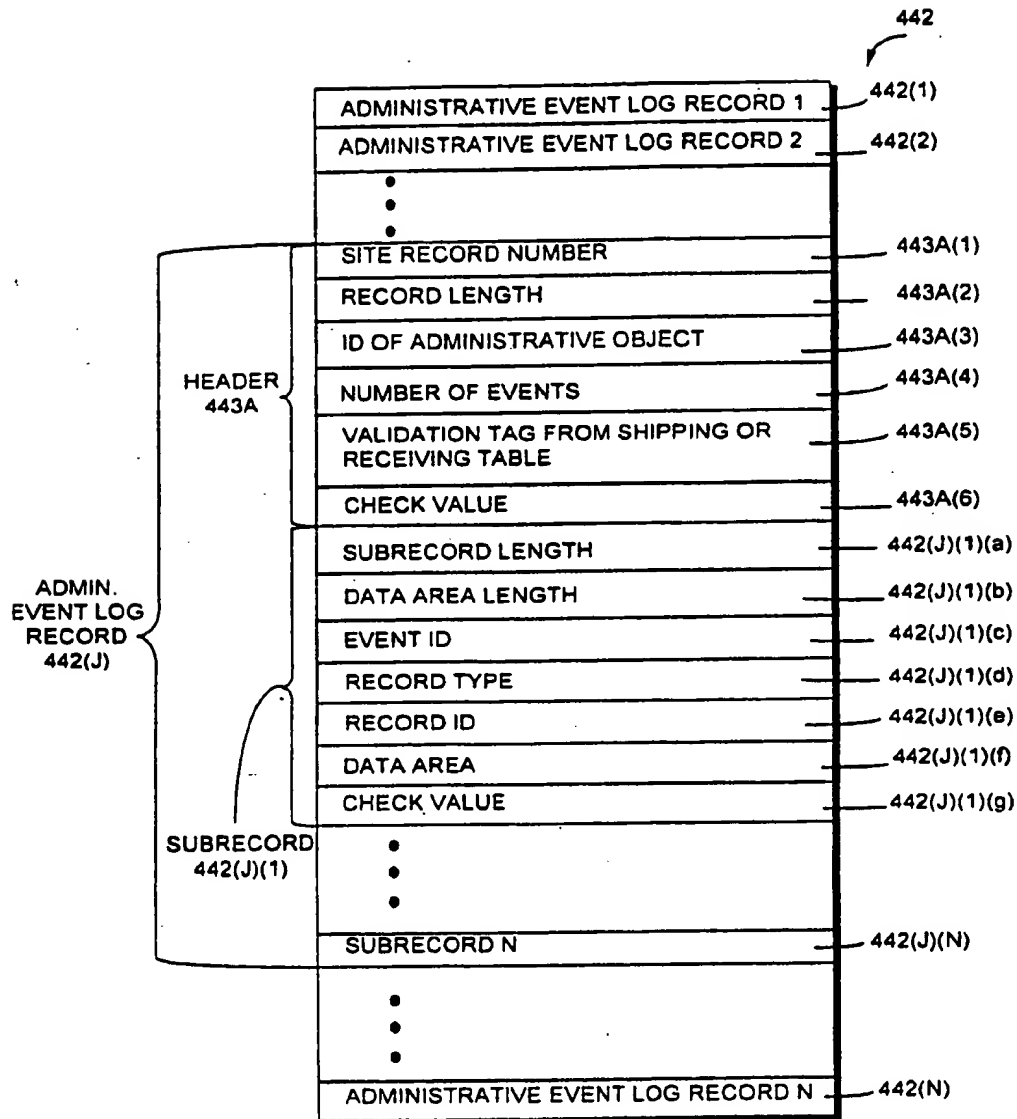 442
ADMINISTRATIVE EVENT LOG RECORD 1 442(1)
ADMINISTRATIVE EVENT LOG RECORD 2 442(2)
SITE RECORD NUMBER 443A(1)
RECORD LENGTH 443A(2)
ID OF ADMINISTRATIVE OBJECT 443A(3)
HEADER
443A
NUMBER OF EVENTS 443A(4)
VALIDATION TAG FROM SHIPPING OR
RECEIVING TABLE 443A(5)
CHECK VALUE 443A(6)
SUBRECORD LENGTH 442(J)(1)(a)
DATA AREA LENGTH 442(J)(1)(b)
ADMIN.
EVENT LOG
RECORD
442(J)
EVENT ID 442(J)(1)(c)
RECORD TYPE 442(J)(1)(d)
RECORD ID 442(J)(1)(e)
DATA AREA 442(J)(1)(f)
CHECK VALUE 442(J)(1)(g)
SUBRECORD
442(J)(1)
SUBRECORD N 442(J)(N)
ADMINISTRATIVE EVENT LOG RECORD N 442(N)